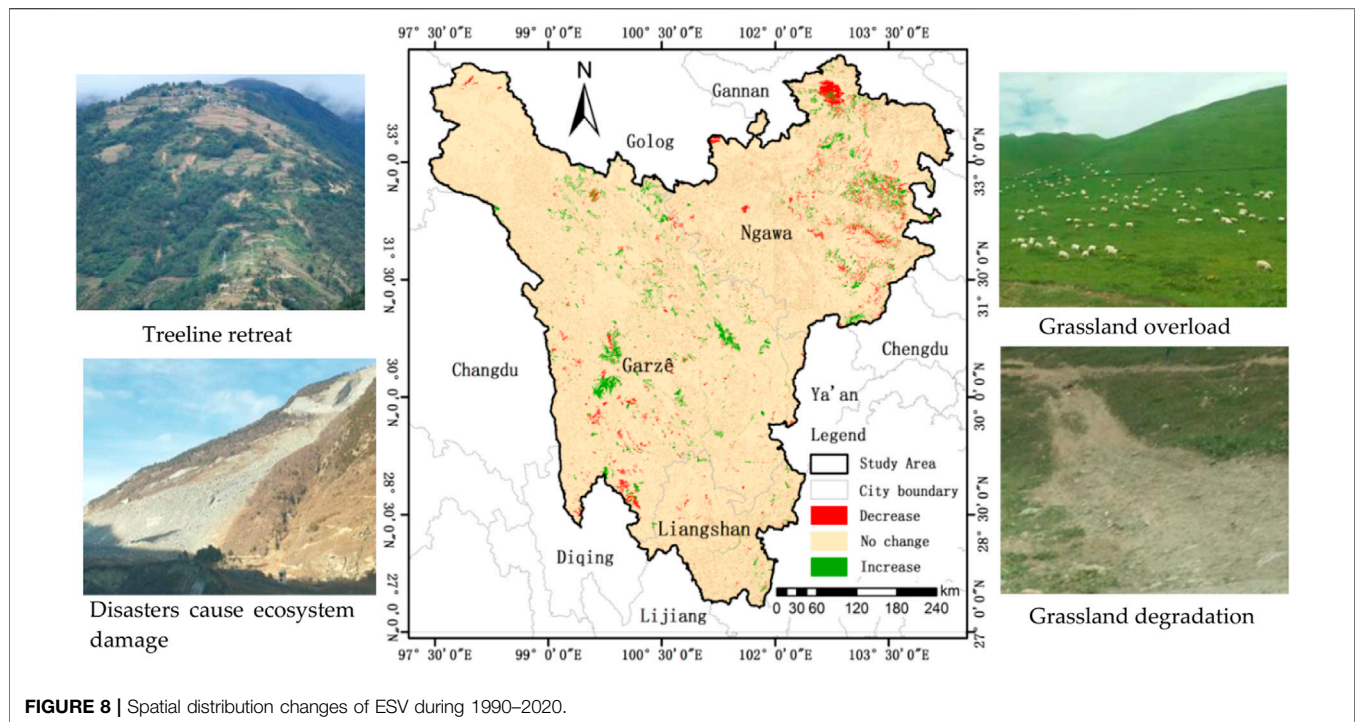 97° 30′ 0″E 99° 0′ 0″E 100° 30′ 0″E 102° 0′ 0″E 103° 30′ 0″E
N
Gannan
Golog
33° 0′ 0″N
33° 0′ 0″N
Ngawa
31° 30′ 0″N
31° 30′ 0″N
Treeline retreat
Grassland overload
Chengdu
Changdu
Garzê
30° 0′ 0″N
30° 0′ 0″N
Ya'an
Legend
Study Area
City boundary
Decrease
No change
Increase
28° 30′ 0″N
28° 30′ 0″N
Liangshan
Diqing
km
0 30 60 120 180 240
27° 0′ 0″N
27° 0′ 0″N
Lijiang
Disasters cause ecosystem
damage
Grassland degradation
97° 30′ 0″E 99° 0′ 0″E 100° 30′ 0″E 102° 0′ 0″E 103° 30′ 0″E
FIGURE 8 | Spatial distribution changes of ESV during 1990–2020.